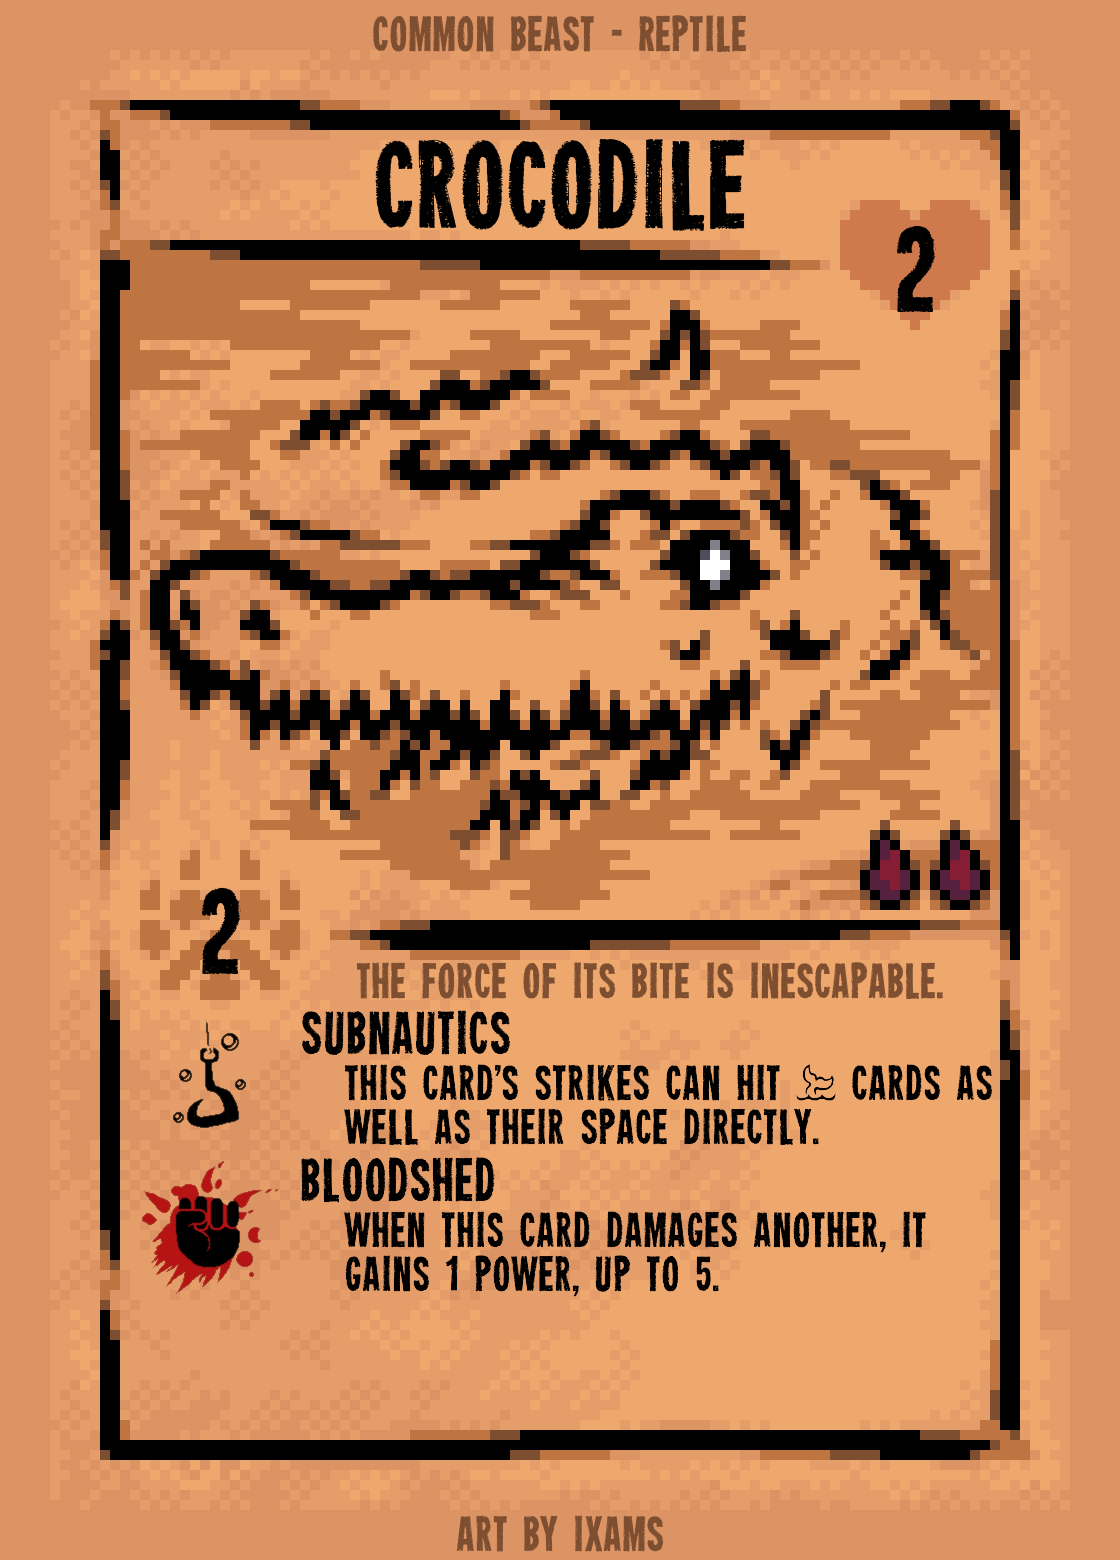 COMMON BEAST - REPTILE
CROCODILE
2
2
THE FORCE OF ITS BITE IS INESCAPABLE.
SUBNAUTICS
THIS CARD'S STRIKES CAN HIT CARDS AS
WELL AS THEIR SPACE DIRECTLY.
BLOODSHED
WHEN THIS CARD DAMAGES ANOTHER, IT
GAINS 1 POWER, UP TO 5.
ART BY IXAMS